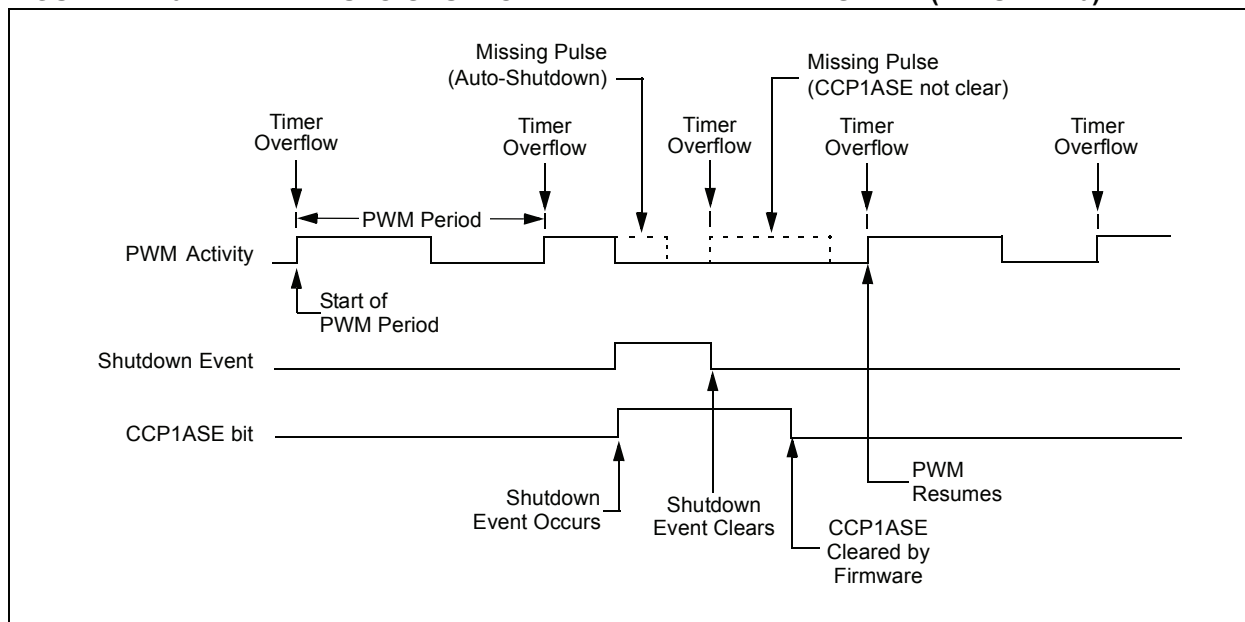 Missing Pulse
(Auto-Shutdown)
Missing Pulse
(CCP1ASE not clear)
Timer
Overflow
Timer
Overflow
Timer
Overflow
Timer
Overflow
Timer
Overflow
PWM Period
PWM Activity
Start of
PWM Period
Shutdown Event
CCP1ASE bit
Shutdown
Event Occurs
Shutdown
Event Clears
PWM
Resumes
CCP1ASE
Cleared by
Firmware